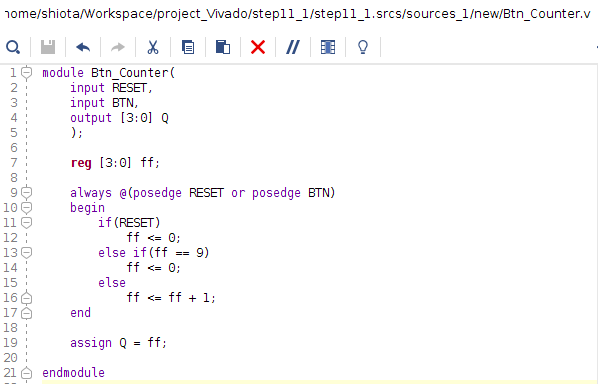 home/shiota/Workspace/project_Vivado/step11_1/step11_1.srcs/sources_1/new/Btn_Counter.v
1 module Btn_Counter(
2 input RESET,
3 input BTN,
4 output [3:0] Q
5 );
6
7 reg [3:0] ff;
8
9 always @(posedge RESET or posedge BTN)
10 begin
11 if(RESET)
12 ff <= 0;
13 else if(ff == 9)
14 ff <= 0;
15 else
16 ff <= ff + 1;
17 end
18
19 assign Q = ff;
20
21 endmodule